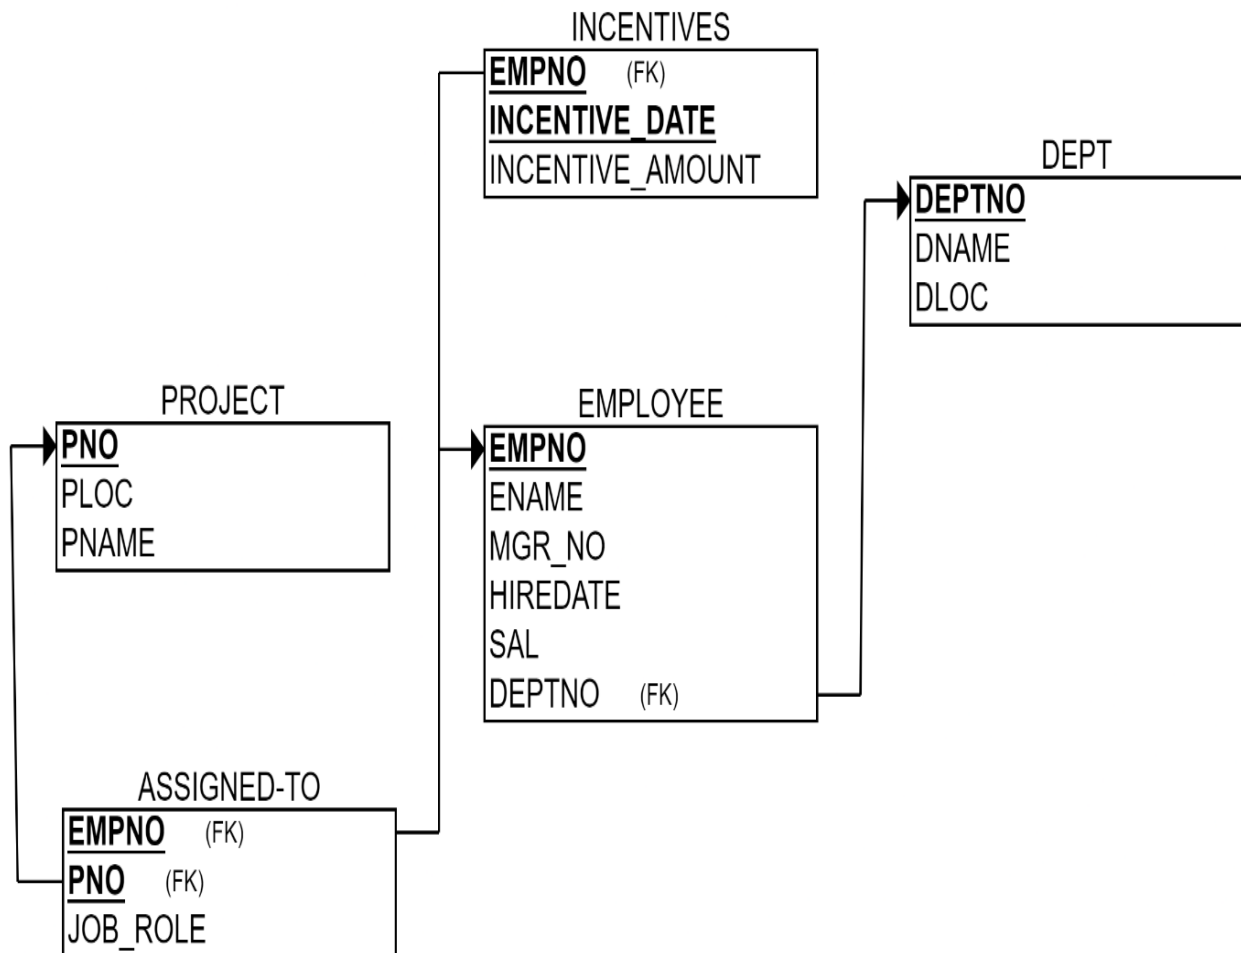 INCENTIVES
EMPNO (FK)
INCENTIVE_DATE
INCENTIVE_AMOUNT
DEPT
DEPTNO
DNAME
DLOC
PROJECT
PNO
PLOC
PNAME
EMPLOYEE
EMPNO
ENAME
MGR_NO
HIREDATE
SAL
DEPTNO (FK)
ASSIGNED-TO
EMPNO (FK)
PNO (FK)
JOB_ROLE